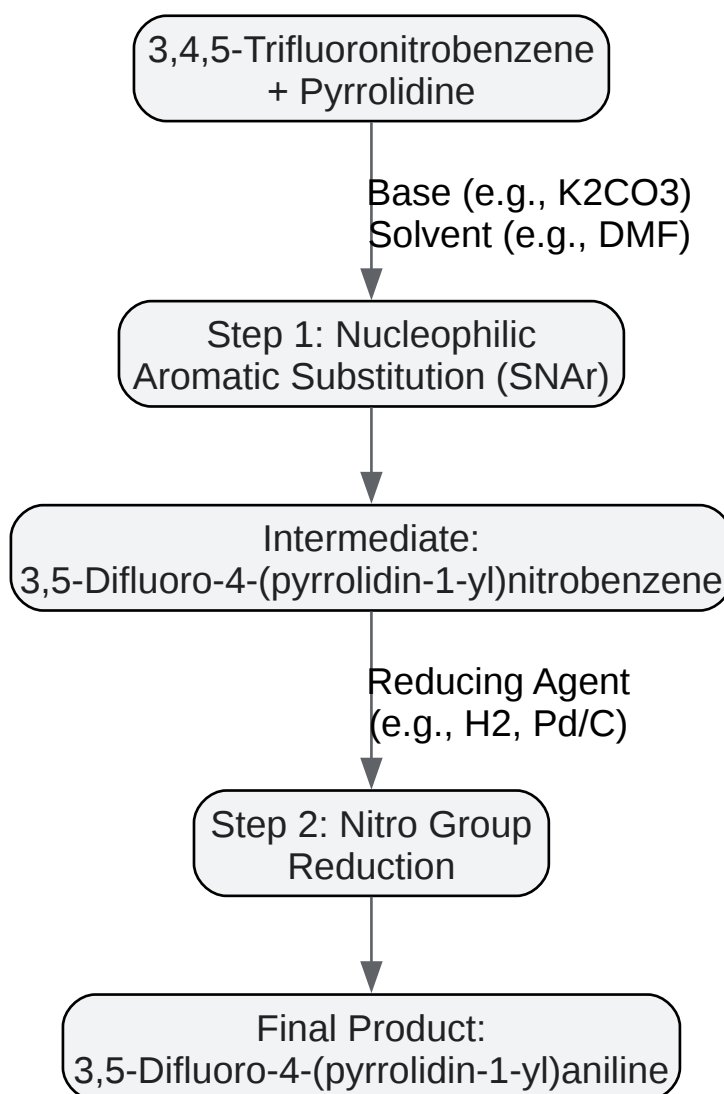 3,4,5-Trifluoronitrobenzene
+ Pyrrolidine
Base (e.g., K2CO3)
Solvent (e.g., DMF)
Step 1: Nucleophilic
Aromatic Substitution (SNAr)
Intermediate:
3,5-Difluoro-4-(pyrrolidin-1-yl)nitrobenzene
Reducing Agent
(e.g., H2, Pd/C)
Step 2: Nitro Group
Reduction
Final Product:
3,5-Difluoro-4-(pyrrolidin-1-yl)aniline